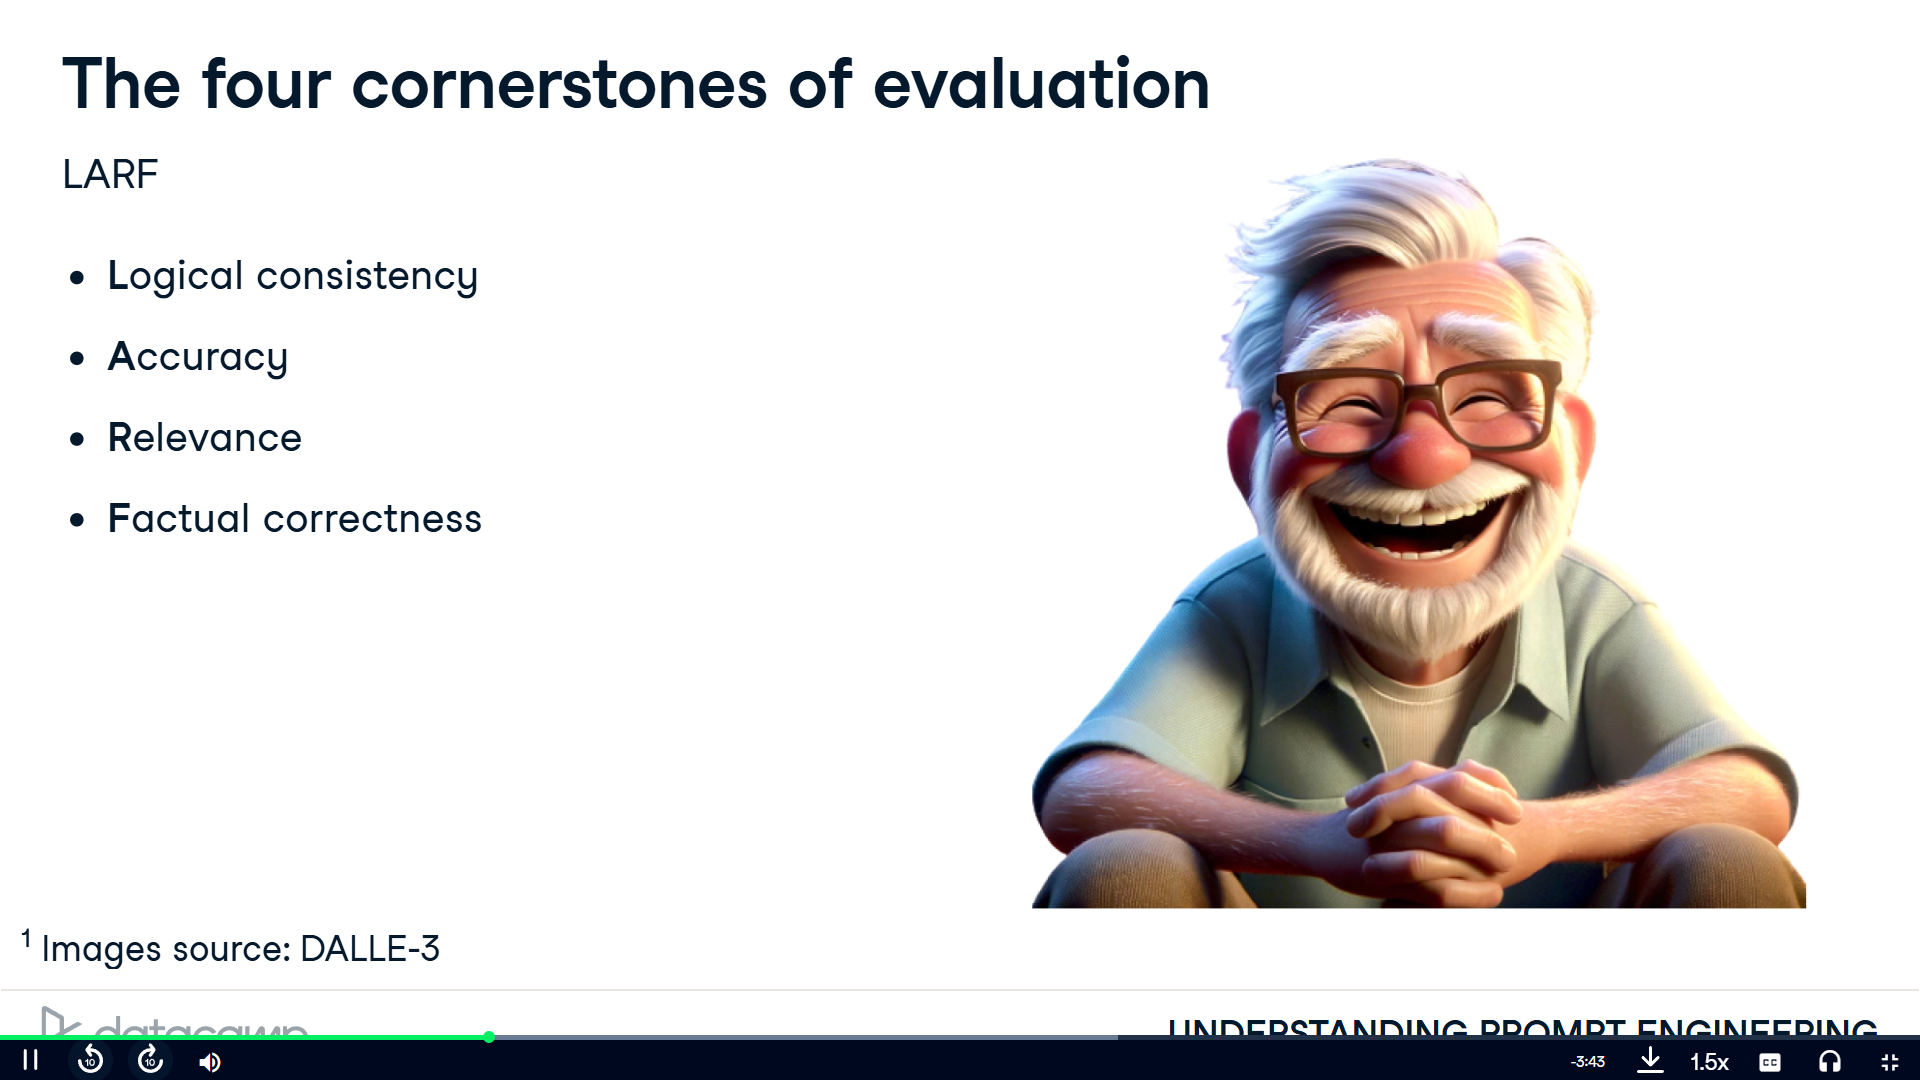 The four cornerstones of evaluation
LARF
• Logical consistency
• Accuracy
• Relevance
• Factual correctness
1 Images source: DALLE-3
datacamp
UNDERSTANDING PROMPT ENGINEERING
10
10
-3:43
1.5x
CC